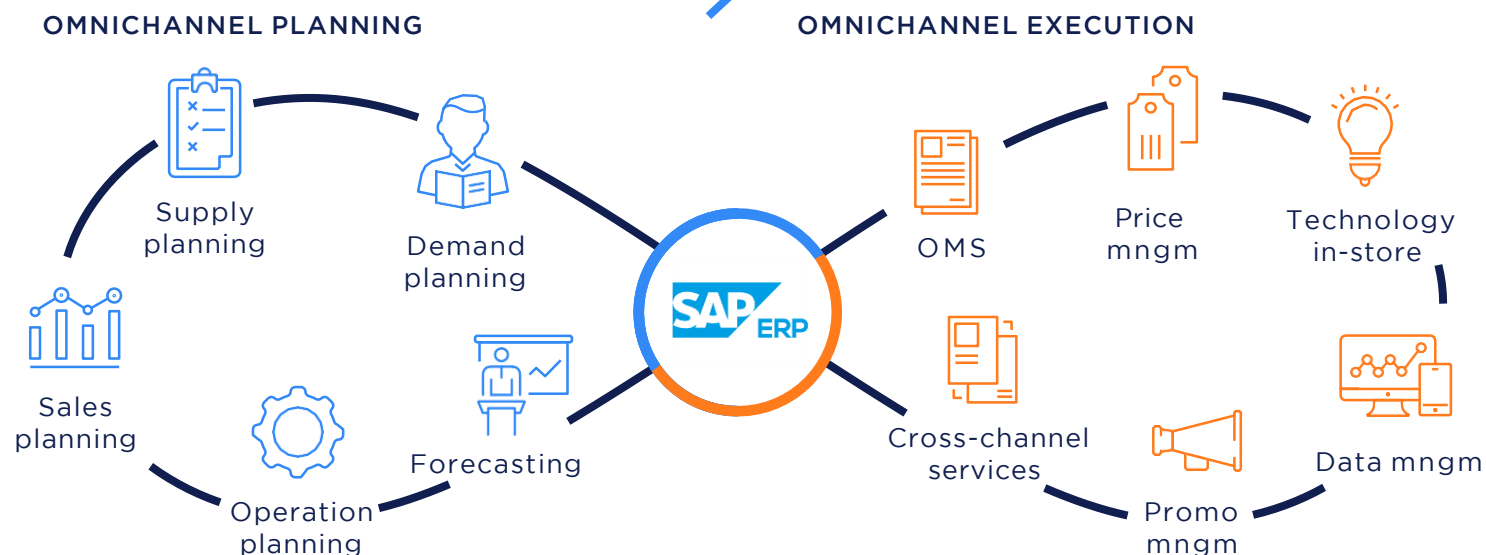 OMNICHANNEL PLANNING
Supply
planning
Demand
planning
Sales
planning
Operation
planning
Forecasting
SAP
ERP
OMNICHANNEL EXECUTION
OMS
Price
mngm
Technology
in-store
Cross-channel
services
Promo
mngm
Data mngm